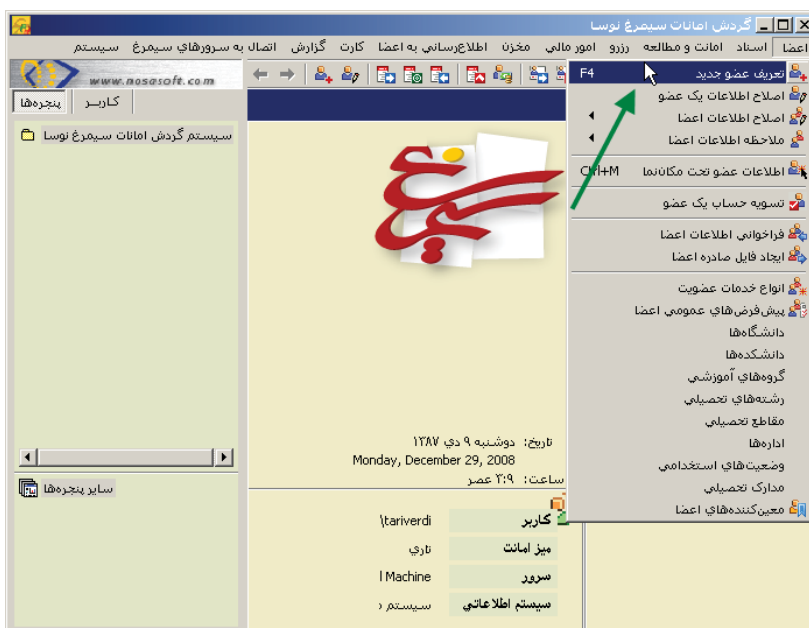 گردش امانات سيمرغ نوسا
اعضا اسناد امانت و مطالعه رزرو امور مالي مخزن اطلاع‌رساني به اعضا کارت گزارش اتصال به سرورهاي سيمرغ سيستم
www.nosasoft.com
پنجره‌ها کاربـر
سيستم گردش امانات سيمرغ نوسا
ساير پنجره‌ها
تعريف عضو جديد F4
اصلاح اطلاعات يک عضو
اصلاح اطلاعات اعضا
ملاحظه اطلاعات اعضا
اطلاعات عضو تحت مکان‌نما Ctrl+M
تسويه حساب يک عضو
فراخواني اطلاعات اعضا
ايجاد فايل صادره اعضا
انواع خدمات عضويت
پيش‌فرض‌هاي عمومي اعضا
دانشگاه‌ها
دانشکده‌ها
گروه‌هاي آموزشي
رشته‌هاي تحصيلي
مقاطع تحصيلي
اداره‌ها
وضعيت‌هاي استخدامي
مدارک تحصيلي
معين‌کننده‌هاي اعضا
سيمرغ
تاريخ: دوشنبه ۹ دي ۱۳۸۷
Monday, December 29, 2008
ساعت: ۳:۹ عصر
کاربر \tariverdi
ميز امانت تاري
سرور l Machine
سيستم اطلاعاتي سيستم